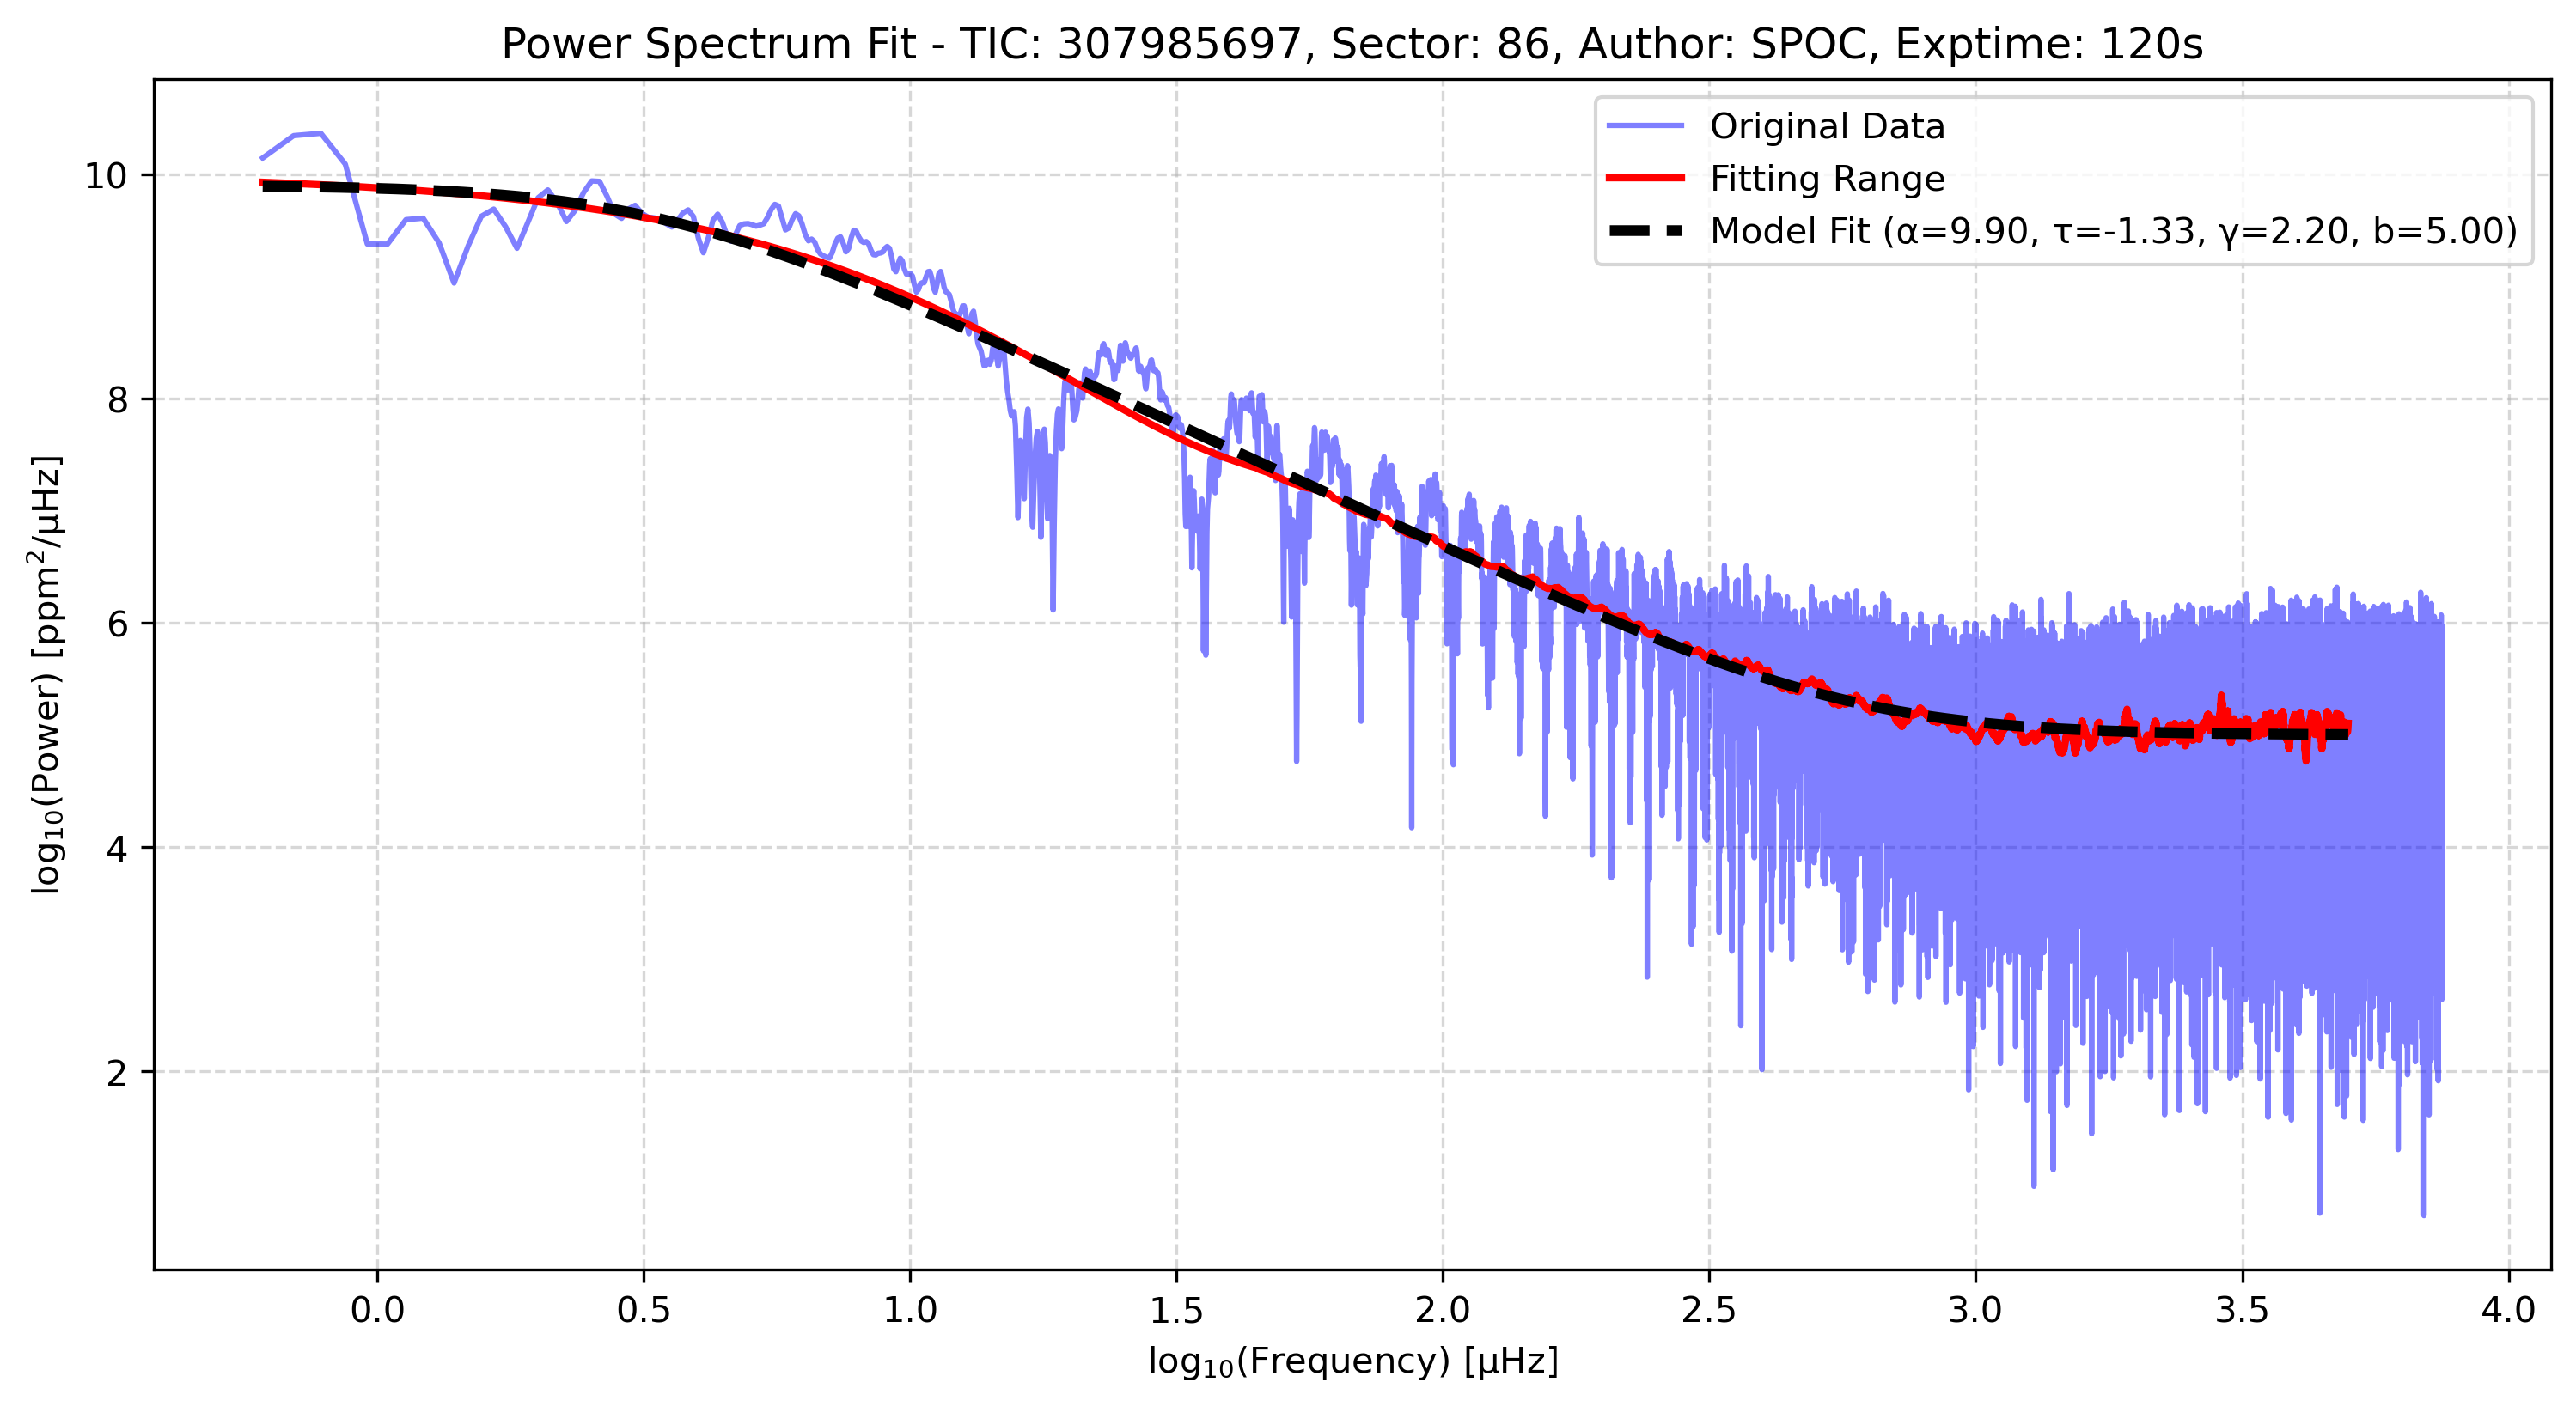 Power Spectrum Fit - TIC: 307985697, Sector: 86, Author: SPOC, Exptime: 120s
Original Data
Fitting Range
Model Fit (α=9.90, τ=-1.33, γ=2.20, b=5.00)
log₁₀(Power) [ppm²/μHz]
10
8
6
4
2
0.0 0.5 1.0 1.5 2.0 2.5 3.0 3.5 4.0
log₁₀(Frequency) [μHz]